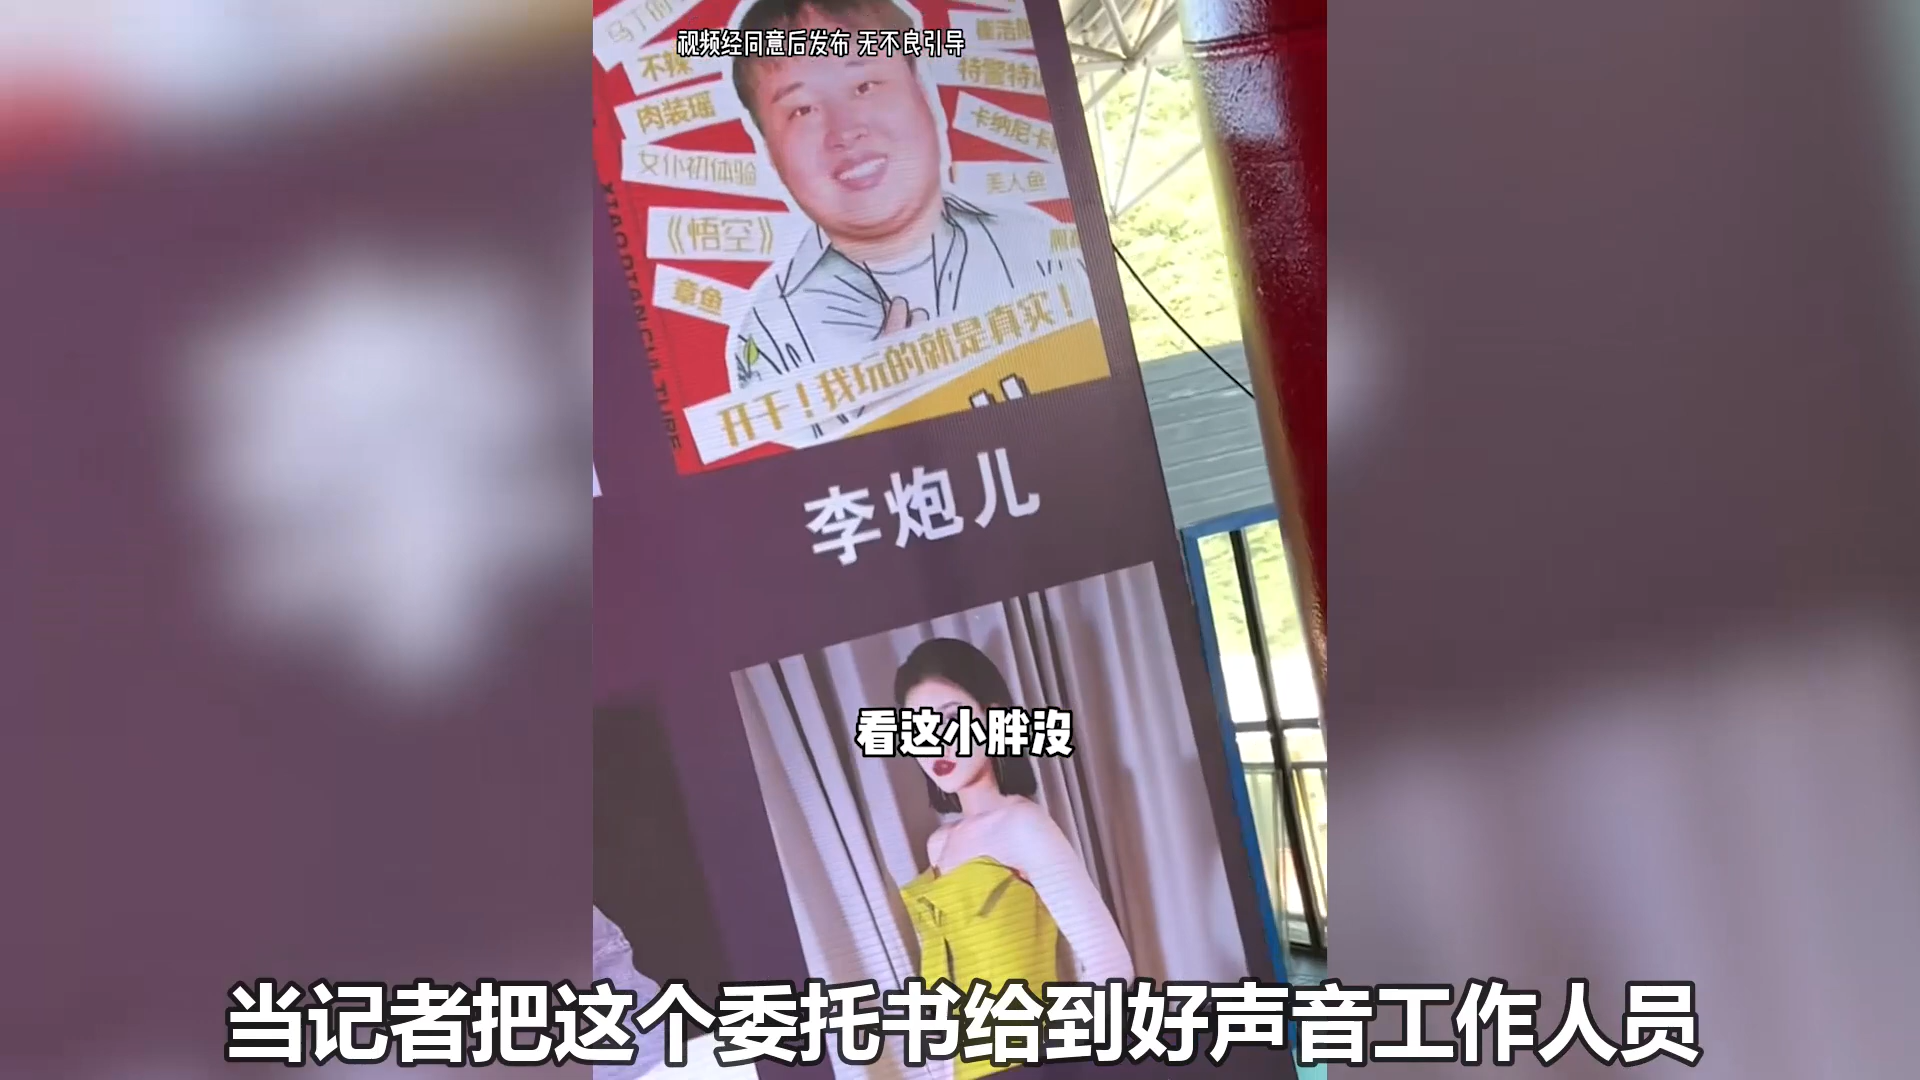 视频经同意后发布 无不良引导
不辣
肉装瑶
女仆初体验
《悟空》
章鱼
特警特
卡纳尼卡
美人鱼
开干！我玩的就是真实！
李炮儿
看这小胖没
当记者把这个委托书给到好声音工作人员